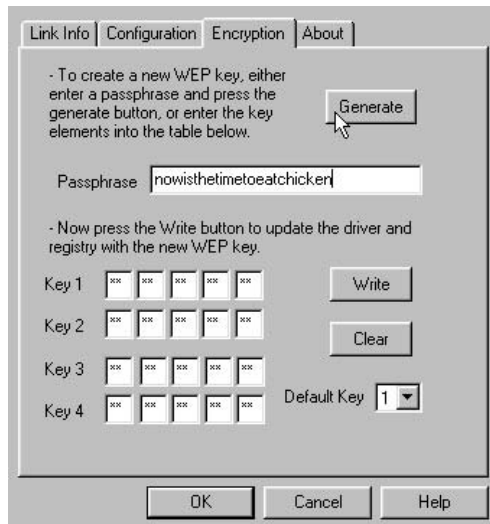 Link Info Configuration Encryption About
- To create a new WEP key, either
enter a passphrase and press the
generate button, or enter the key
elements into the table below.
Generate
Passphrase nowisthetimetoeatchicken
- Now press the Write button to update the driver and
registry with the new WEP key.
Key 1 ** ** ** ** ** Write
Key 2 ** ** ** ** **
Clear
Key 3 ** ** ** ** **
Default Key 1
Key 4 ** ** ** ** **
OK Cancel Help